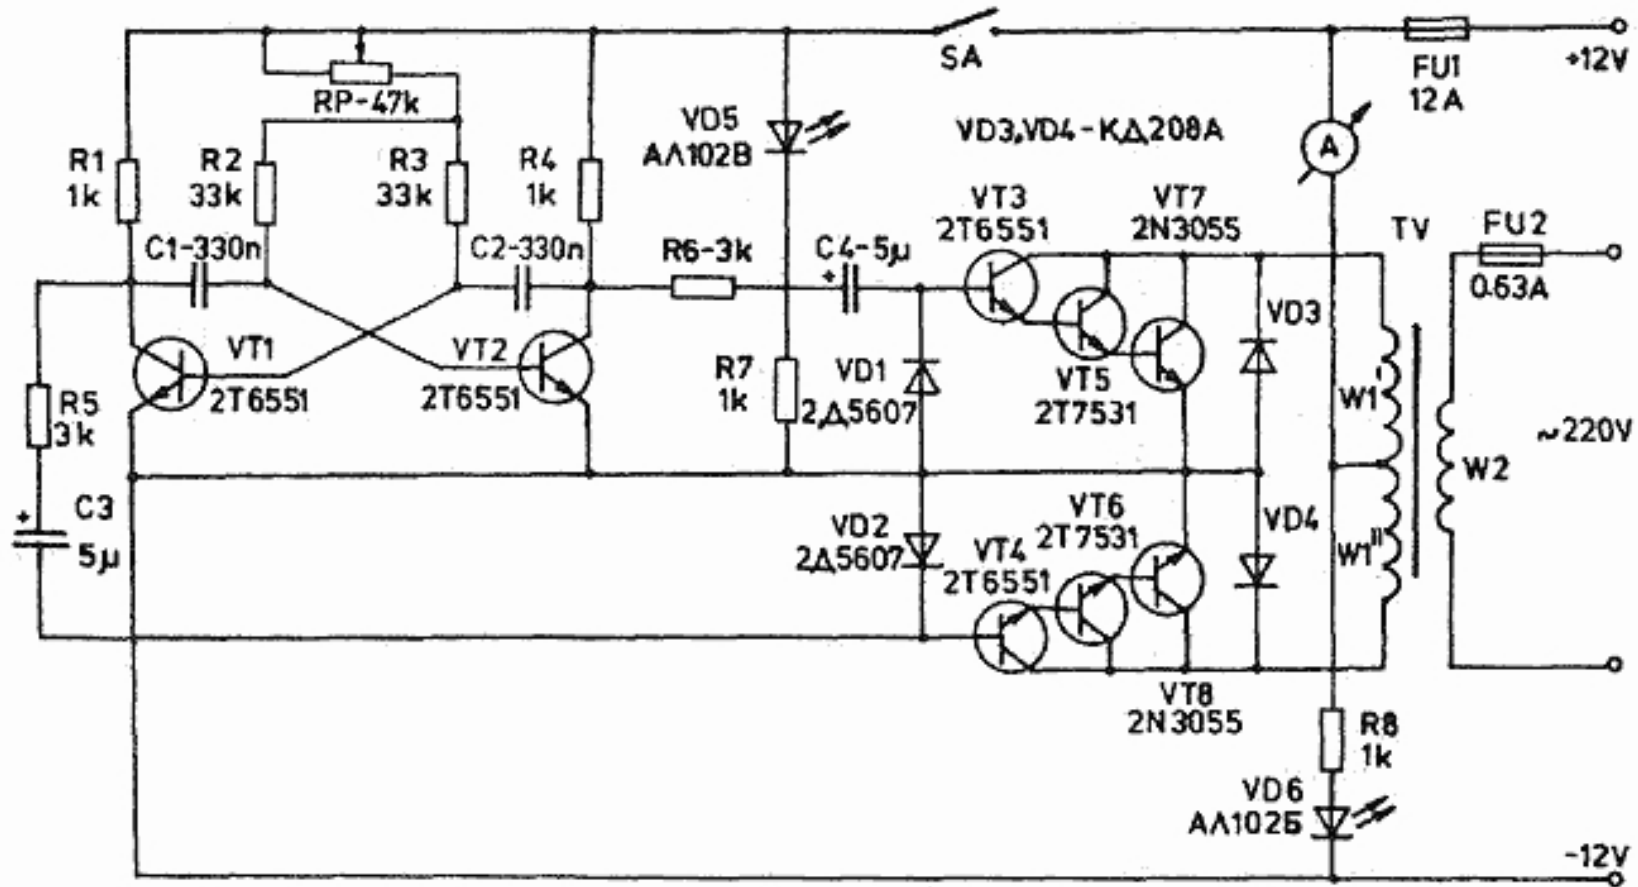 SA
FU1
12A
+12V
RP-47k
VD5
АЛ102В
VD3,VD4-КД208А
A
R1
1k
R2
33k
R3
33k
R4
1k
VT3
2T6551
VT7
2N3055
TV
FU2
0.63A
C1-330n
C2-330n
R6-3k
C4-5µ
+
VT1
2T6551
VT2
2T6551
R7
1k
VD1
2Д5607
VT5
2T7531
VD3
W1'
~220V
R5
3k
W2
C3
+
5µ
VD2
2Д5607
VT6
2T7531
VT4
2T6551
VD4
W1"
VT8
2N3055
R8
1k
VD6
АЛ102Б
-12V